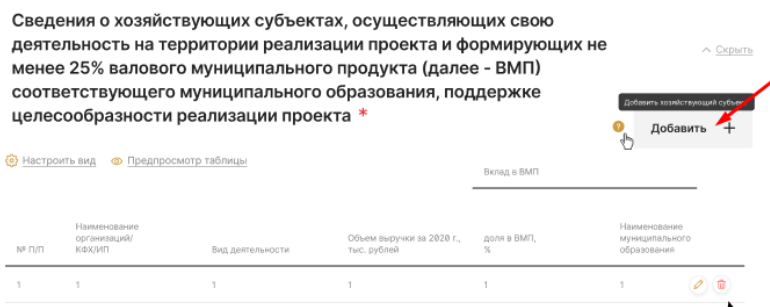 Сведения о хозяйствующих субъектах, осуществляющих свою
деятельность на территории реализации проекта и формирующих не
менее 25% валового муниципального продукта (далее - ВМП)
соответствующего муниципального образования, поддержке
целесообразности реализации проекта *
Скрыть
Добавить хозяйствующий субъект
? Добавить +
Настроить вид Предпросмотр таблицы
Вклад в ВМП
№ П/П
Наименование
организаций/
КФХ/ИП
Вид деятельности
Объем выручки за 2020 г.,
тыс. рублей
доля в ВМП,
%
Наименование
муниципального
образования
1 1 1 1 1 1